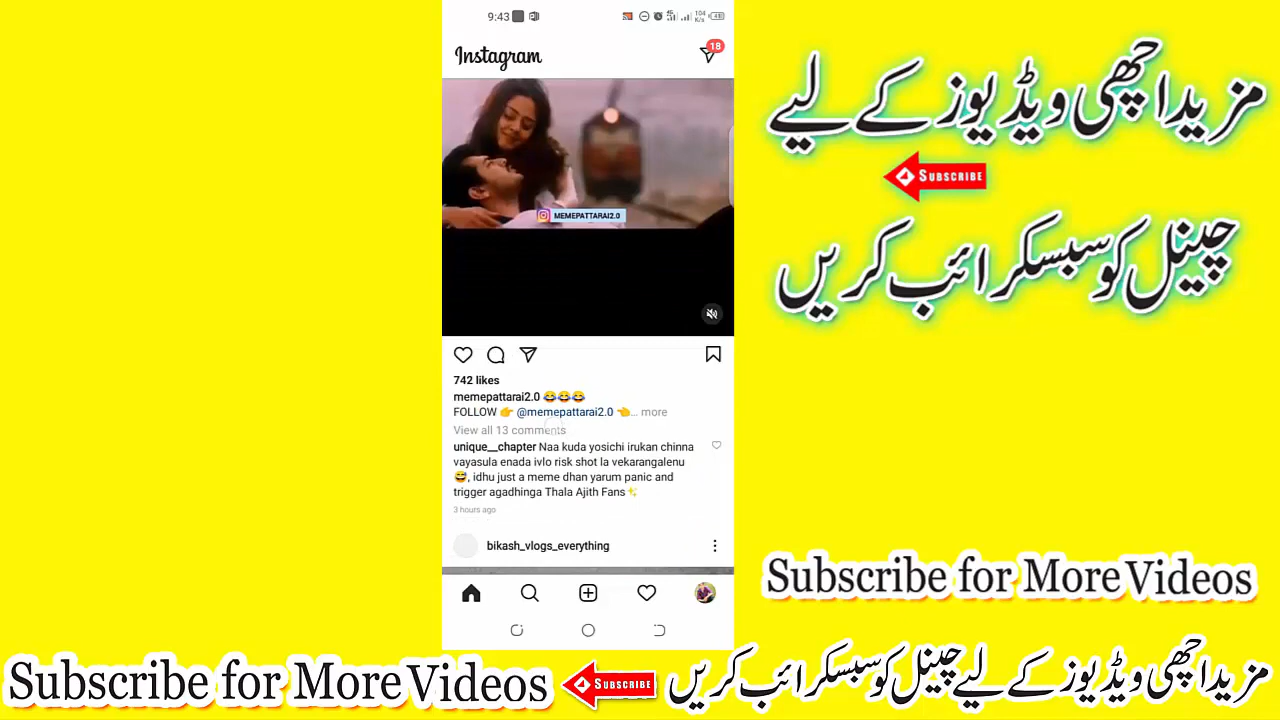 9:43
104
K/s
Instagram
18
MEMEPATTARAI2.0
742 likes
memepattarai2.0 😂😂😂
FOLLOW 👉 @memepattarai2.0 👈... more
View all 13 comments
unique__chapter Naa kuda yosichi irukan chinna
vayasula enada ivlo risk shot la vekarangalenu
😅, idhu just a meme dhan yarum panic and
trigger agadhinga Thala Ajith Fans✨
3 hours ago
bikash_vlogs_everything
مزید اچھی ویڈیوز کے لیے
SUBSCRIBE
چینل کو سبسکرائب کریں
Subscribe for More Videos
Subscribe for More Videos SUBSCRIBE مزید اچھی ویڈیوز کے لیے چینل کو سبسکرائب کریں